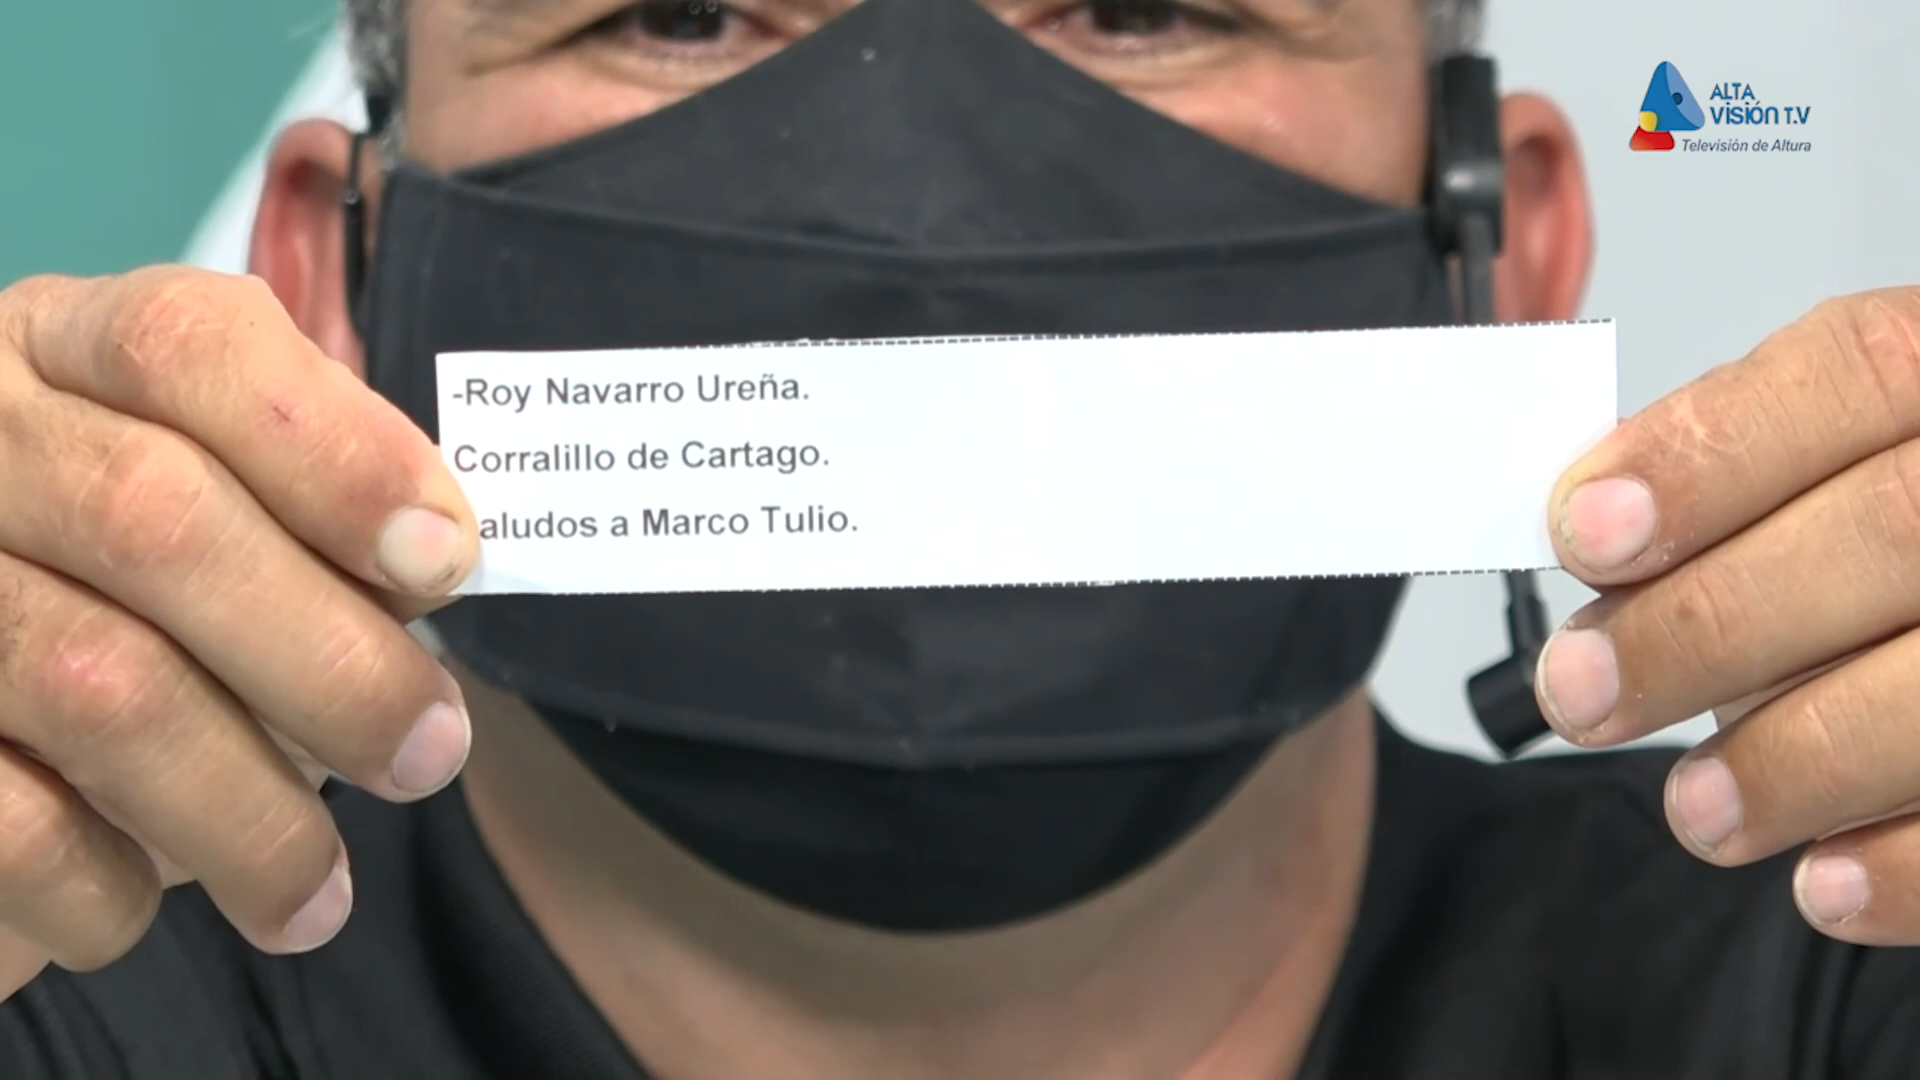 ALTA
VISIÓN T.V
Televisión de Altura
-Roy Navarro Ureña.
Corralillo de Cartago.
aludos a Marco Tulio.